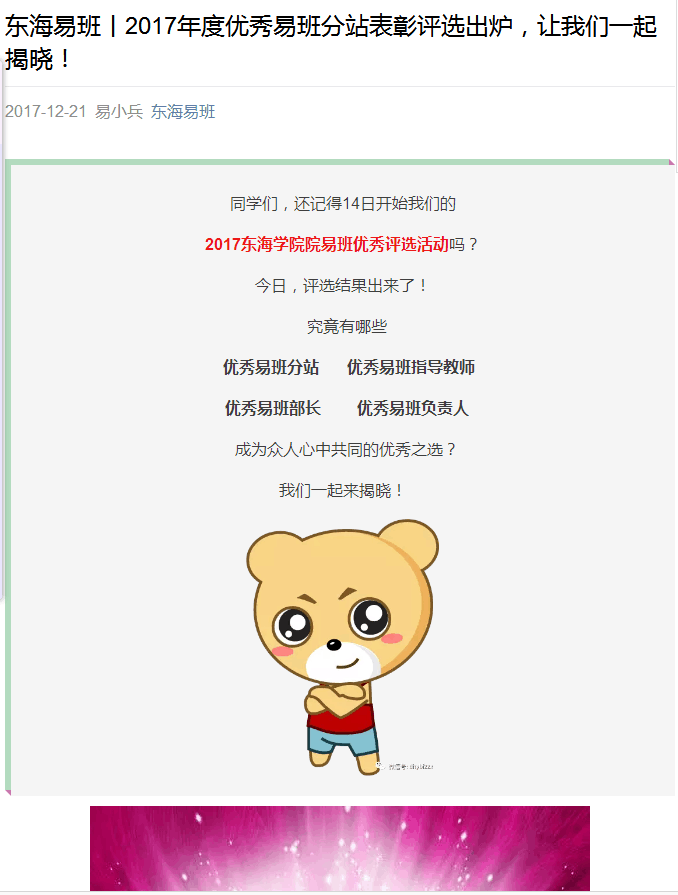 东海易班丨2017年度优秀易班分站表彰评选出炉，让我们一起
揭晓！
2017-12-21 易小兵 东海易班
同学们，还记得14日开始我们的
2017东海学院院易班优秀评选活动吗？
今日，评选结果出来了！
究竟有哪些
优秀易班分站 优秀易班指导教师
优秀易班部长 优秀易班负责人
成为众人心中共同的优秀之选？
我们一起来揭晓！